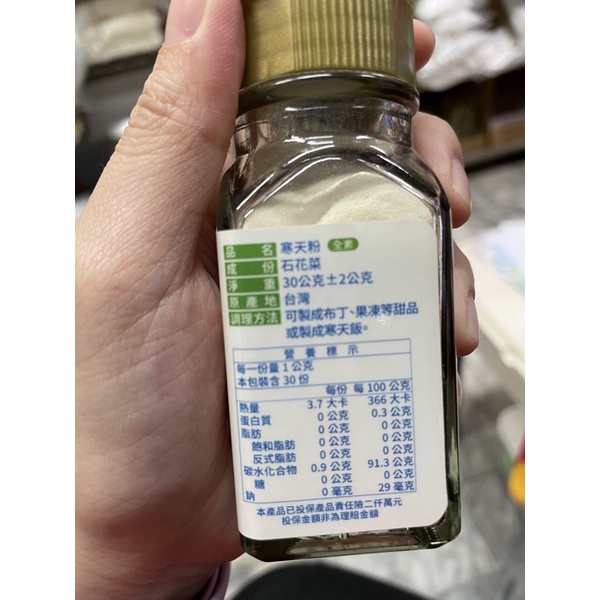 品名 寒天粉 全素
成份 石花菜
淨重 30公克±2公克
原產地 台灣
調理方法 可製成布丁、果凍等甜品
或製成寒天飯。
營養標示
每一份量 1 公克
本包裝含 30 份
每份 每 100 公克
熱量 3.7 大卡 366 大卡
蛋白質 0 公克 0.3 公克
脂肪 0 公克 0 公克
飽和脂肪 0 公克 0 公克
反式脂肪 0 公克 0 公克
碳水化合物 0.9 公克 91.3 公克
糖 0 公克 0 公克
鈉 0 毫克 29 毫克
本產品已投保產品責任險二仟萬元
投保金額非為理賠金額